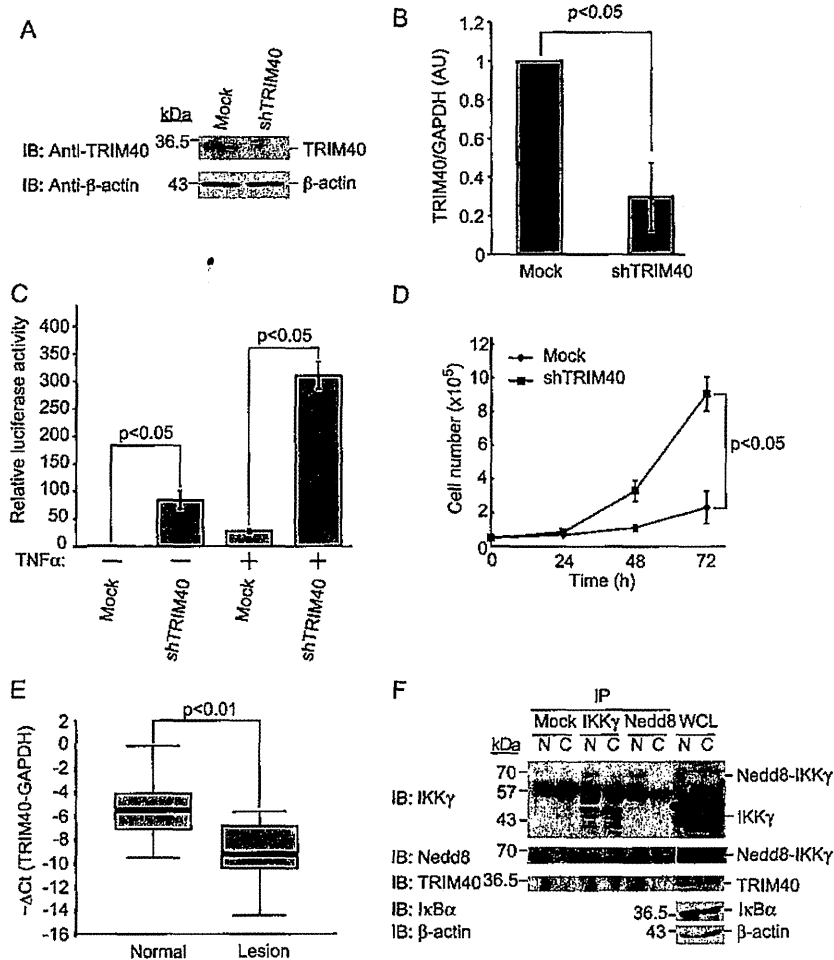 A
kDa
Mock
shTRIM40
36.5
IB: Anti-TRIM40
TRIM40
IB: Anti-β-actin
43
β-actin
B
p<0.05
TRIM40/GAPDH (AU)
1.2
1
0.8
0.6
0.4
0.2
0
Mock
shTRIM40
C
Relative luciferase activity
400
350
300
250
200
150
100
50
0
p<0.05
p<0.05
TNFα: – – + +
Mock
shTRIM40
Mock
shTRIM40
D
Cell number (x10⁵)
12
10
8
6
4
2
0
Mock
shTRIM40
p<0.05
0 24 48 72
Time (h)
E
p<0.01
−ΔCt (TRIM40-GAPDH)
2
0
-2
-4
-6
-8
-10
-12
-14
-16
Normal Lesion
F
IP
Mock IKKγ Nedd8 WCL
kDa
N C N C N C N C
70
57
43
IB: IKKγ
Nedd8-IKKγ
IKKγ
IB: Nedd8
70
Nedd8-IKKγ
IB: TRIM40
36.5
TRIM40
IB: IκBα
36.5
IκBα
IB: β-actin
43
β-actin